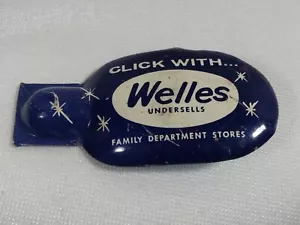 CLICK WITH...
Welles
UNDERSELLS
FAMILY DEPARTMENT STORES